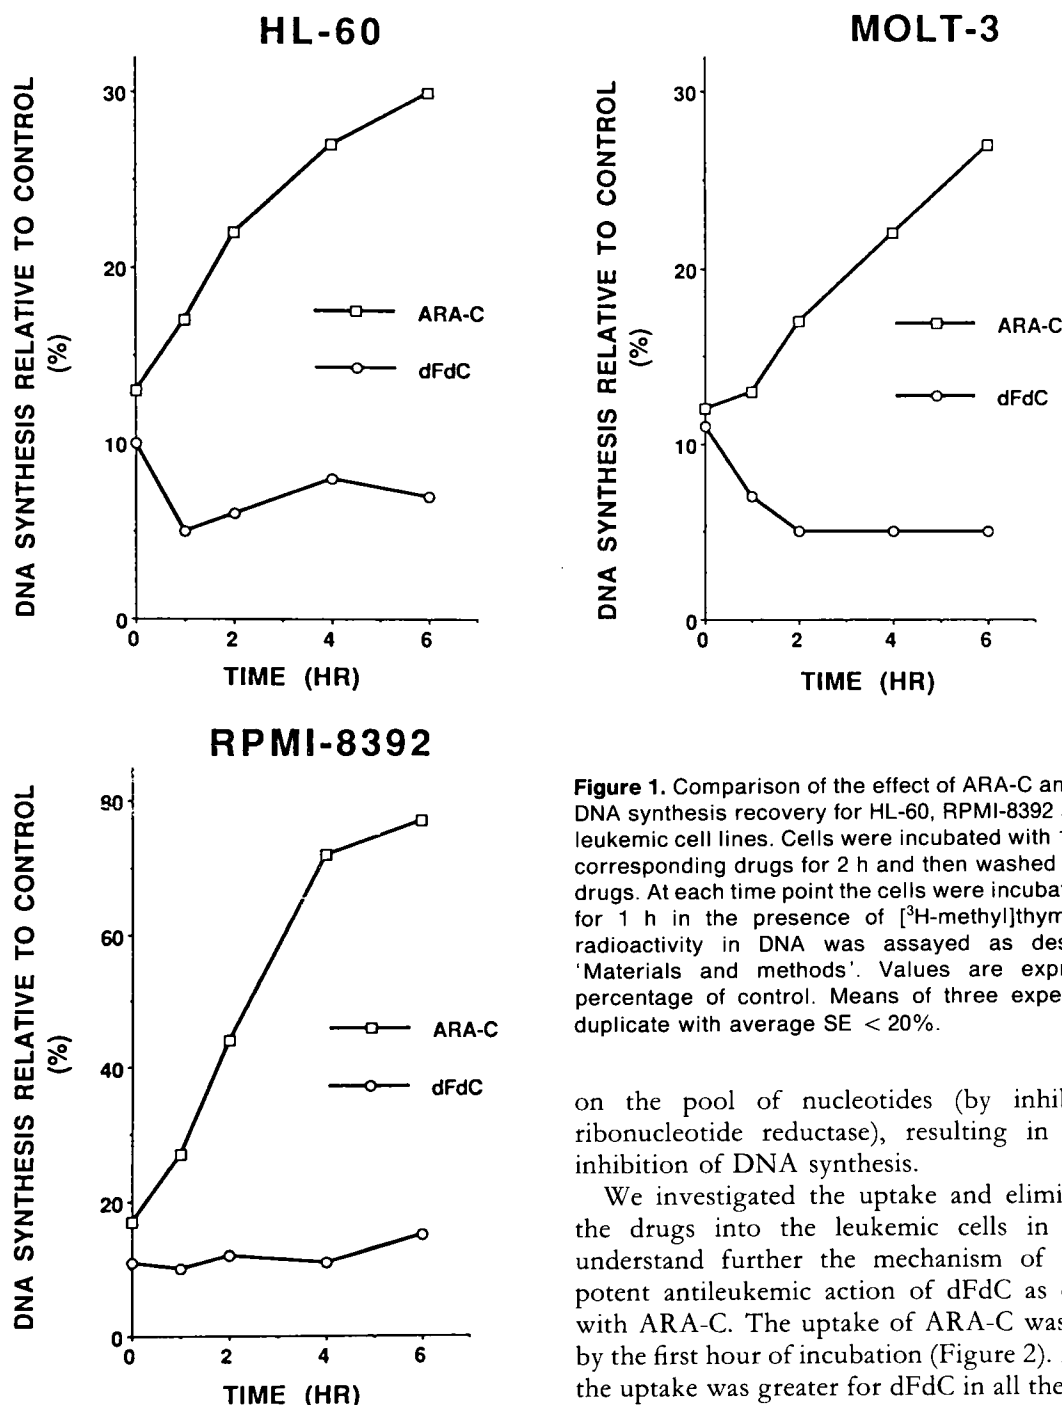 HL-60
DNA SYNTHESIS RELATIVE TO CONTROL
(%)
30
20
10
0
ARA-C
dFdC
0 2 4 6
TIME (HR)
MOLT-3
DNA SYNTHESIS RELATIVE TO CONTROL
(%)
30
20
10
0
ARA-C
dFdC
0 2 4 6
TIME (HR)
RPMI-8392
DNA SYNTHESIS RELATIVE TO CONTROL
(%)
80
60
40
20
0
ARA-C
dFdC
0 2 4 6
TIME (HR)
Figure 1. Comparison of the effect of ARA-C an
DNA synthesis recovery for HL-60, RPMI-8392
leukemic cell lines. Cells were incubated with
corresponding drugs for 2 h and then washed
drugs. At each time point the cells were incubat
for 1 h in the presence of [³H-methyl]thym
radioactivity in DNA was assayed as des
'Materials and methods'. Values are expr
percentage of control. Means of three expe
duplicate with average SE < 20%.
on the pool of nucleotides (by inhil
ribonucleotide reductase), resulting in
inhibition of DNA synthesis.
We investigated the uptake and elimi
the drugs into the leukemic cells in
understand further the mechanism of
potent antileukemic action of dFdC as
with ARA-C. The uptake of ARA-C was
by the first hour of incubation (Figure 2).
the uptake was greater for dFdC in all the